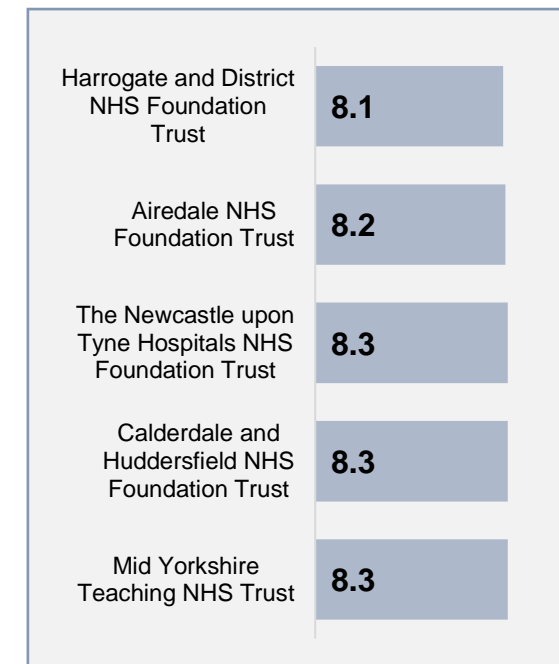 Harrogate and District
NHS Foundation
Trust
8.1
Airedale NHS
Foundation Trust
8.2
The Newcastle upon
Tyne Hospitals NHS
Foundation Trust
8.3
Calderdale and
Huddersfield NHS
Foundation Trust
8.3
Mid Yorkshire
Teaching NHS Trust
8.3